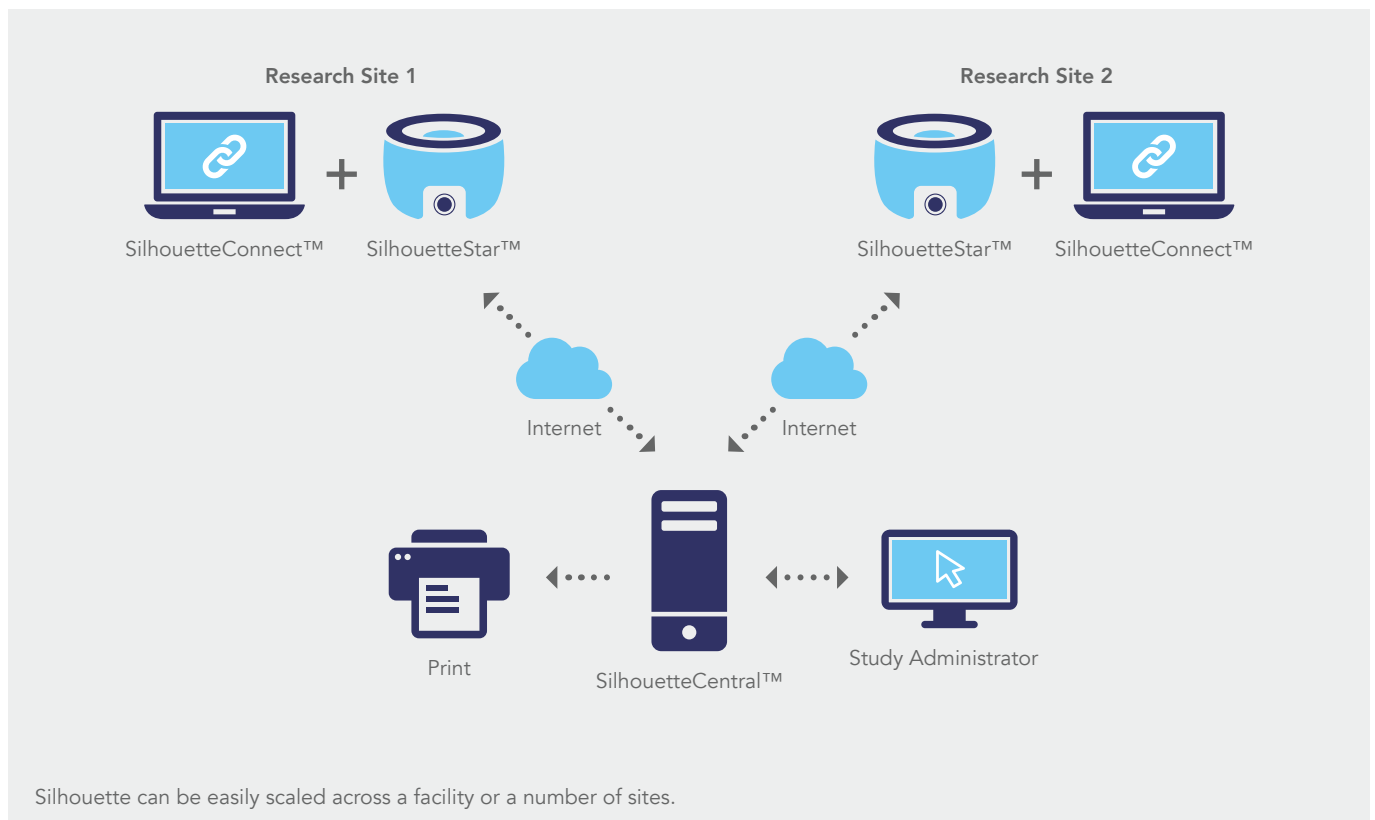 Research Site 1
Research Site 2
SilhouetteConnect™
SilhouetteStar™
SilhouetteStar™
SilhouetteConnect™
Internet
Internet
Print
SilhouetteCentral™
Study Administrator
Silhouette can be easily scaled across a facility or a number of sites.